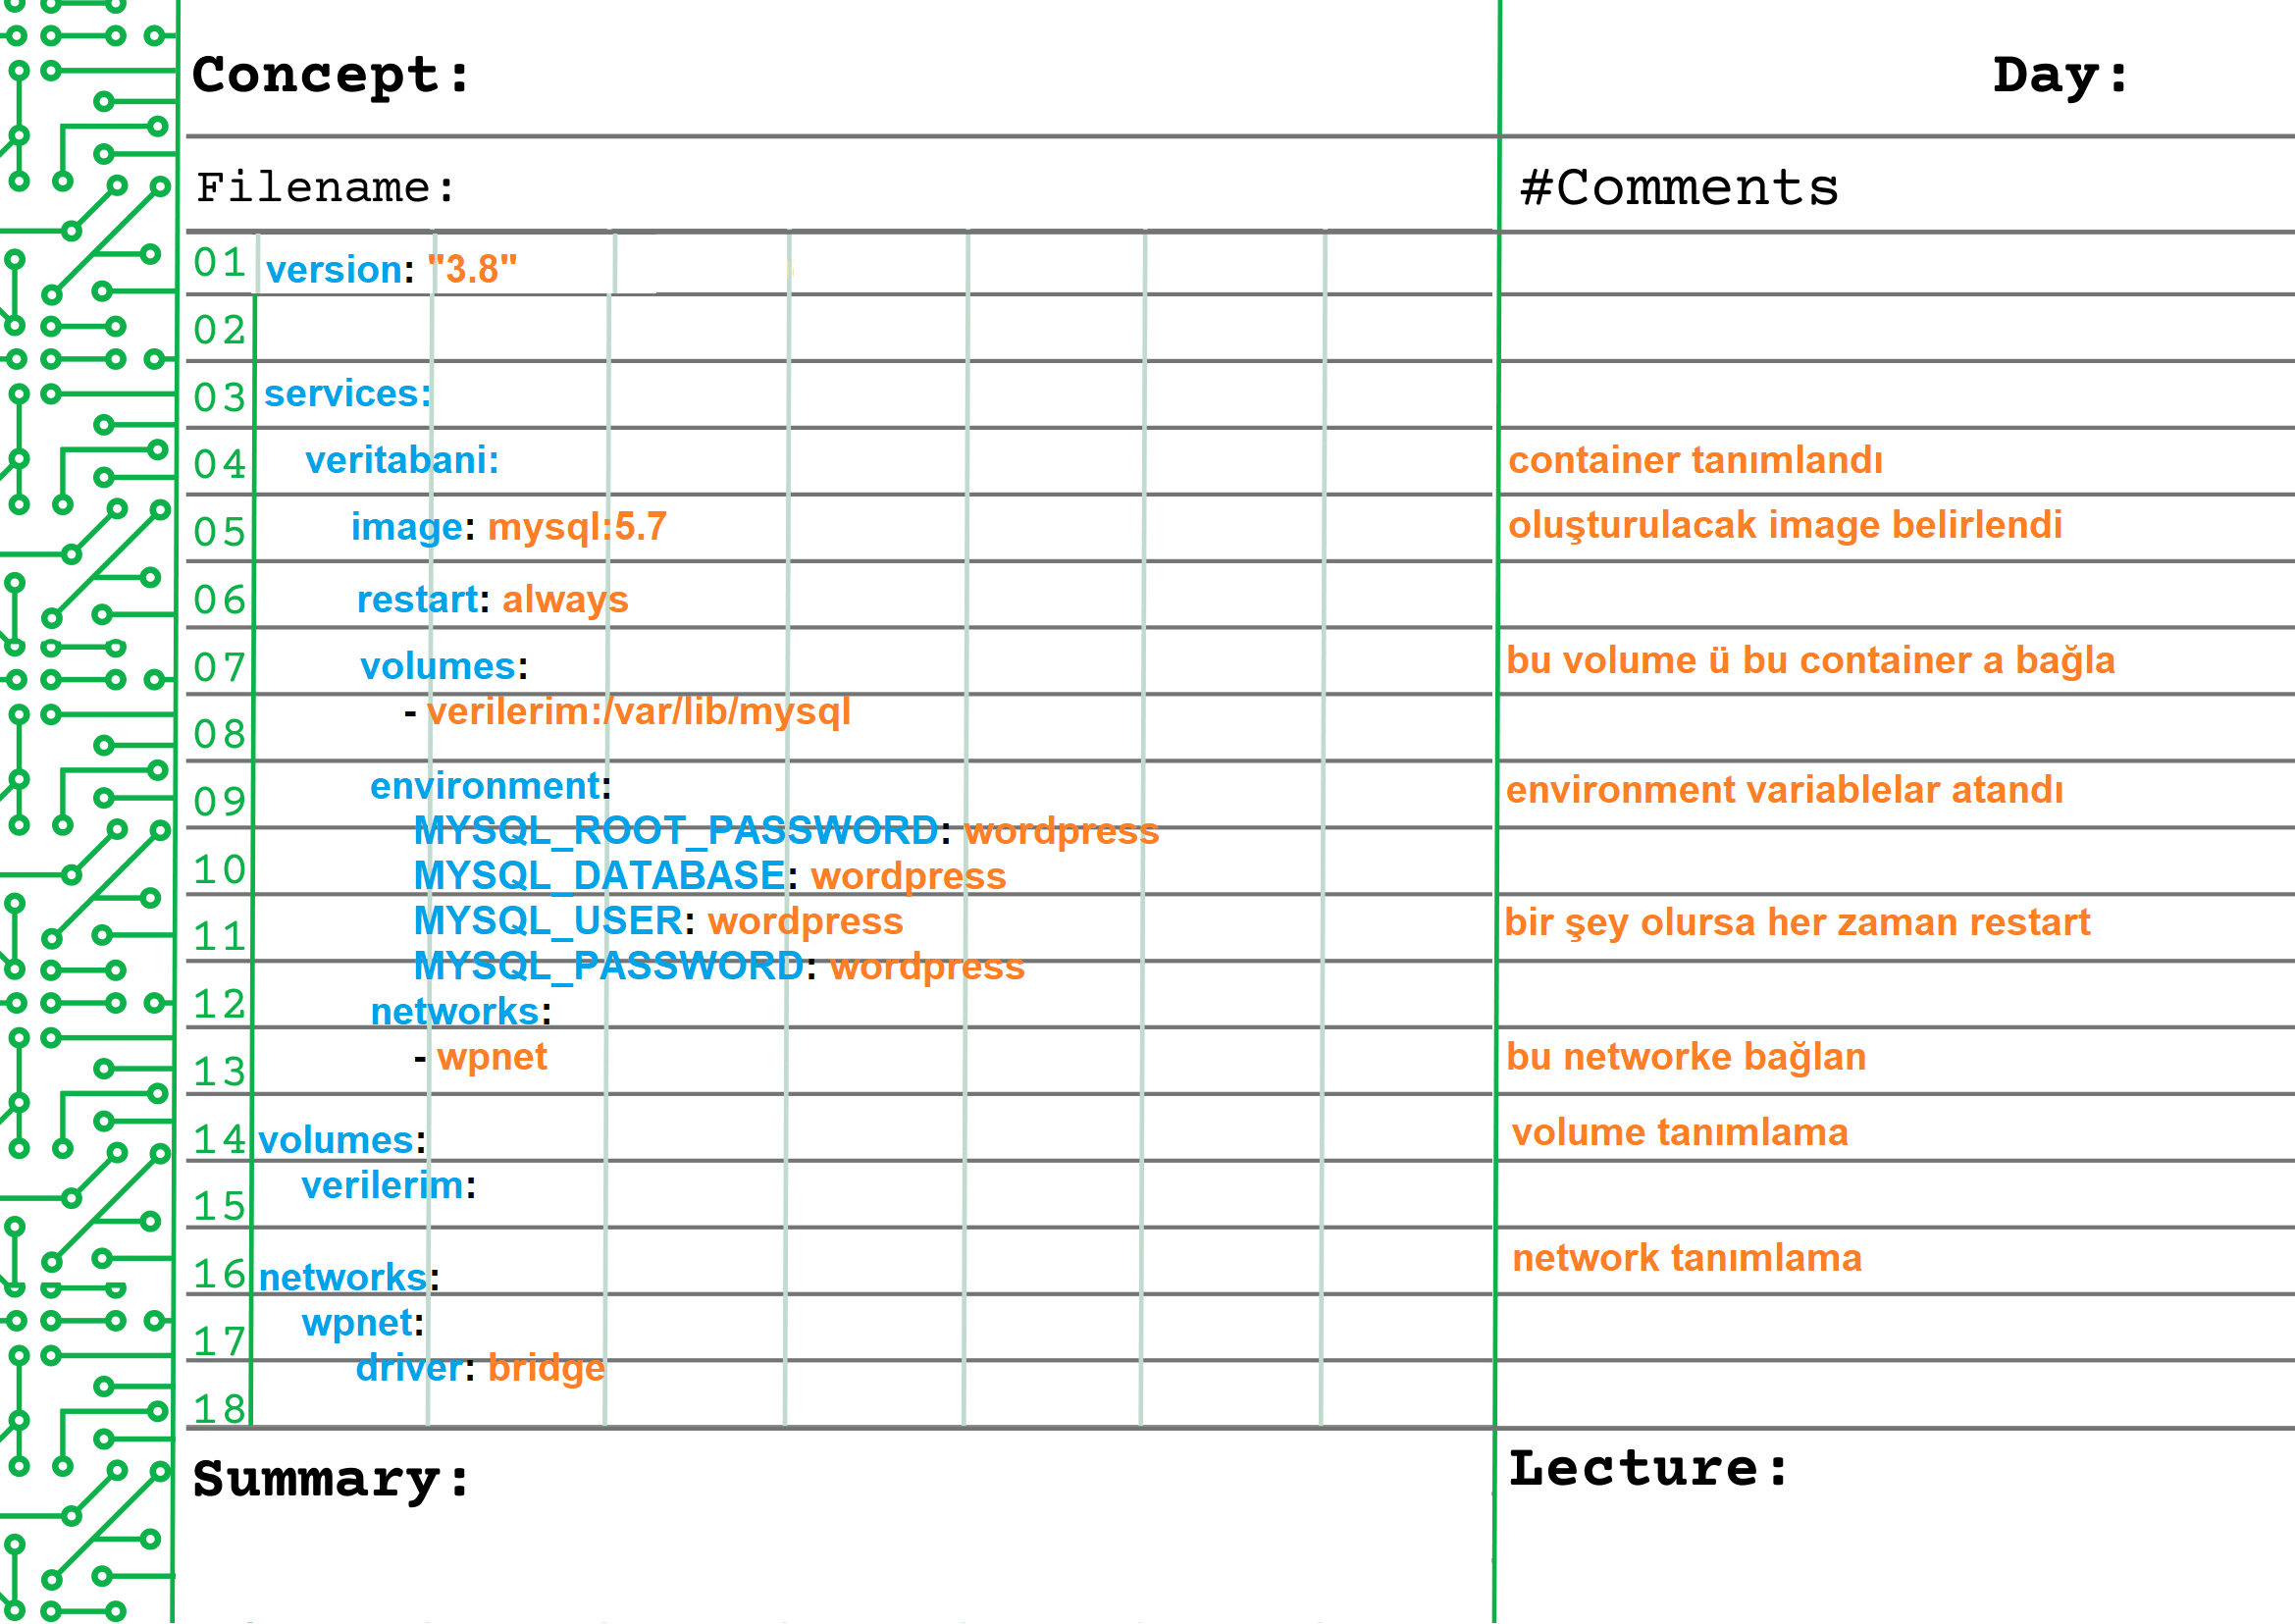 Concept: Day:
Filename: #Comments
01 version: "3.8"
02
03 services:
04 veritabani: container tanımlandı
05 image: mysql:5.7 oluşturulacak image belirlendi
06 restart: always
07 volumes: bu volume ü bu container a bağla
- verilerim:/var/lib/mysql
08
09 environment: environment variablelar atandı
MYSQL_ROOT_PASSWORD: wordpress
10 MYSQL_DATABASE: wordpress
11 MYSQL_USER: wordpress bir şey olursa her zaman restart
MYSQL_PASSWORD: wordpress
12 networks:
13 - wpnet bu networke bağlan
14 volumes: volume tanımlama
15 verilerim:
16 networks: network tanımlama
17 wpnet:
driver: bridge
18
Summary: Lecture: